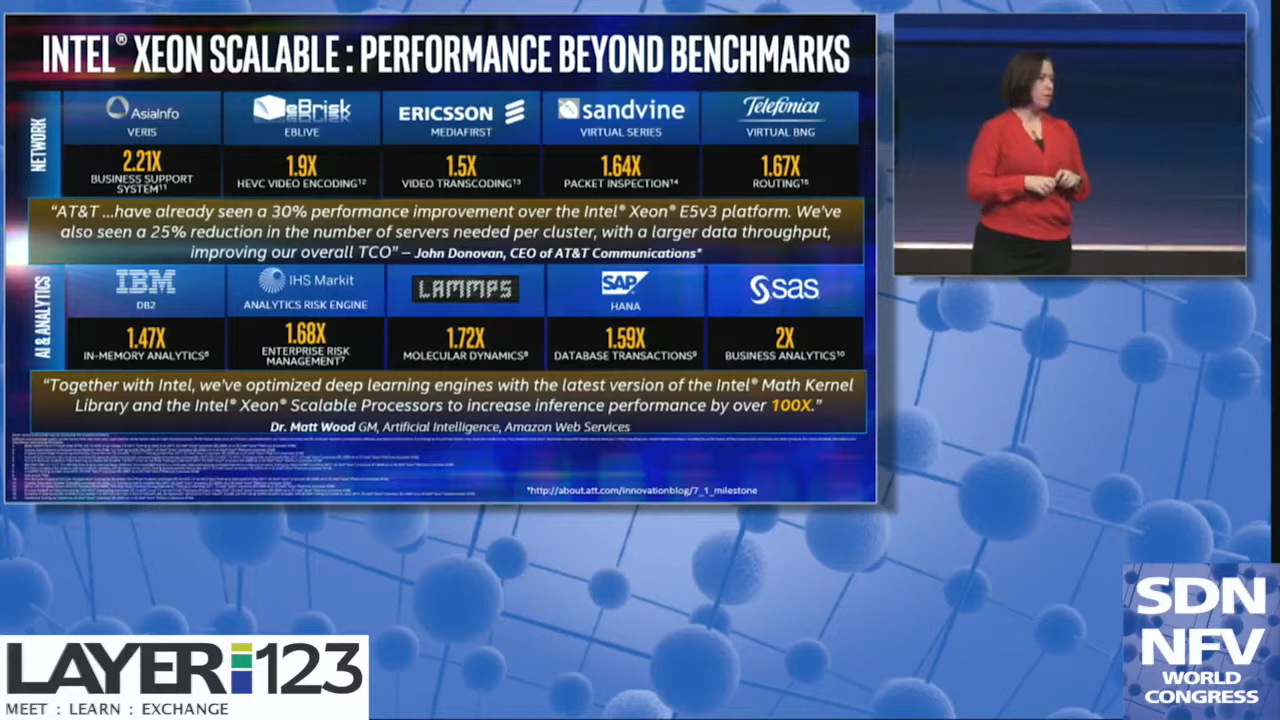 INTEL® XEON SCALABLE : PERFORMANCE BEYOND BENCHMARKS
NETWORK
AsiaInfo
VERIS
2.21X
BUSINESS SUPPORT
SYSTEM11
eBrisk
EBLIVE
1.9X
HEVC VIDEO ENCODING12
ERICSSON
MEDIAFIRST
1.5X
VIDEO TRANSCODING13
sandvine
VIRTUAL SERIES
1.64X
PACKET INSPECTION14
Telefónica
VIRTUAL BNG
1.67X
ROUTING15
“AT&T ...have already seen a 30% performance improvement over the Intel® Xeon® E5v3 platform. We’ve
also seen a 25% reduction in the number of servers needed per cluster, with a larger data throughput,
improving our overall TCO” – John Donovan, CEO of AT&T Communications*
AI & ANALYTICS
IBM
DB2
1.47X
IN-MEMORY ANALYTICS6
IHS Markit
ANALYTICS RISK ENGINE
1.68X
ENTERPRISE RISK
MANAGEMENT7
LAMMPS
1.72X
MOLECULAR DYNAMICS8
SAP
HANA
1.59X
DATABASE TRANSACTIONS9
sas
2X
BUSINESS ANALYTICS10
“Together with Intel, we’ve optimized deep learning engines with the latest version of the Intel® Math Kernel
Library and the Intel® Xeon® Scalable Processors to increase inference performance by over 100X.”
Dr. Matt Wood GM, Artificial Intelligence, Amazon Web Services
*http://about.att.com/innovationblog/7_1_milestone
LAYER 123
MEET : LEARN : EXCHANGE
SDN
NFV
WORLD
CONGRESS